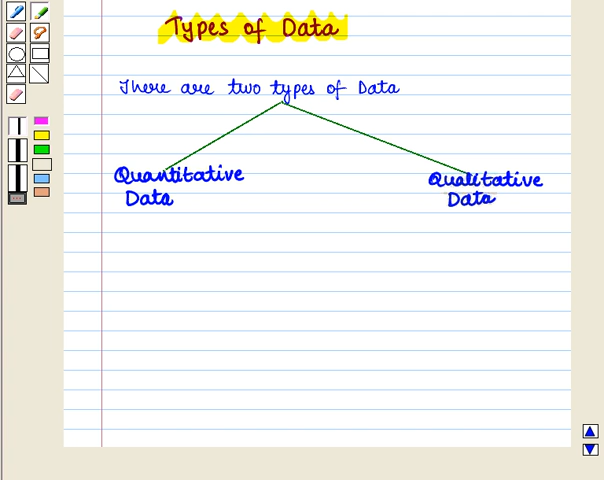 Types of Data
There are two types of Data
Quantitative
Data
Qualitative
Data